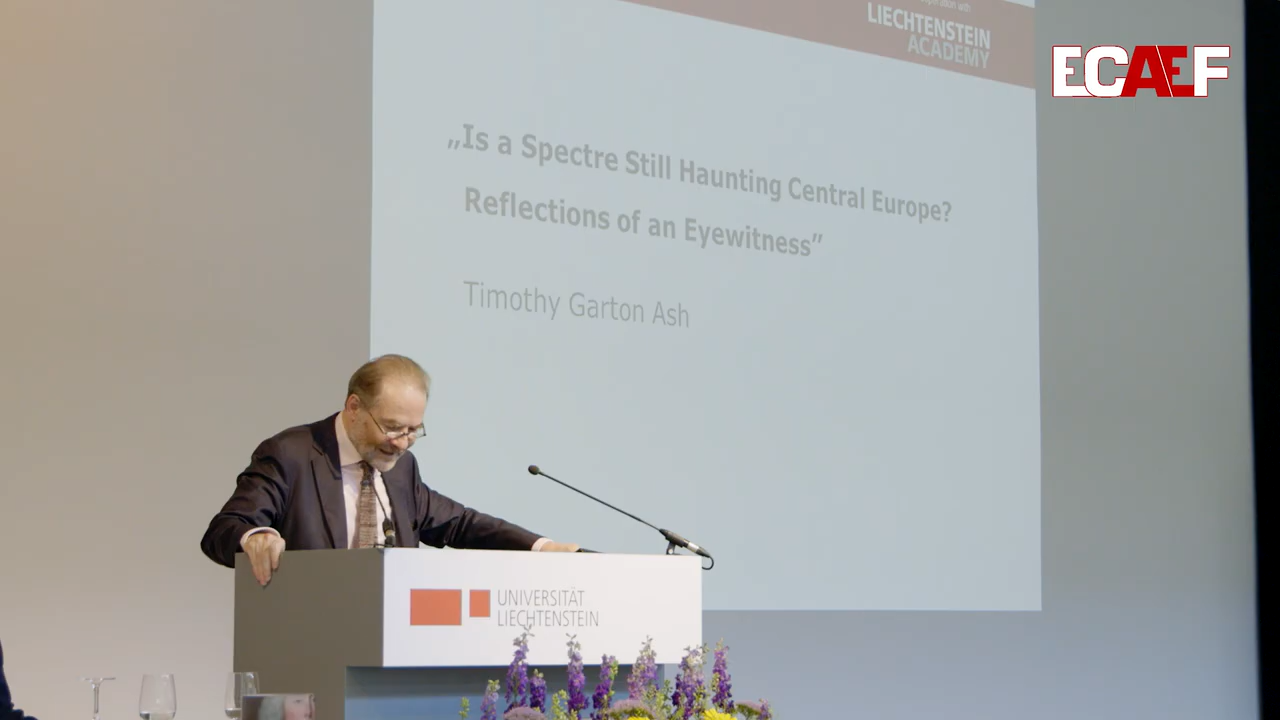 LIECHTENSTEIN
ACADEMY
ECAEF
„Is a Spectre Still Haunting Central Europe?
Reflections of an Eyewitness”
Timothy Garton Ash
UNIVERSITÄT
LIECHTENSTEIN